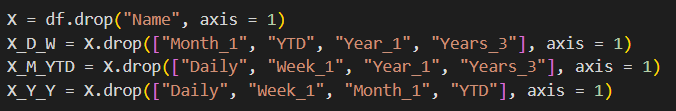 X = df.drop("Name", axis = 1)
X_D_W = X.drop(["Month_1", "YTD", "Year_1", "Years_3"], axis = 1)
X_M_YTD = X.drop(["Daily", "Week_1", "Year_1", "Years_3"], axis = 1)
X_Y_Y = X.drop(["Daily", "Week_1", "Month_1", "YTD"], axis = 1)